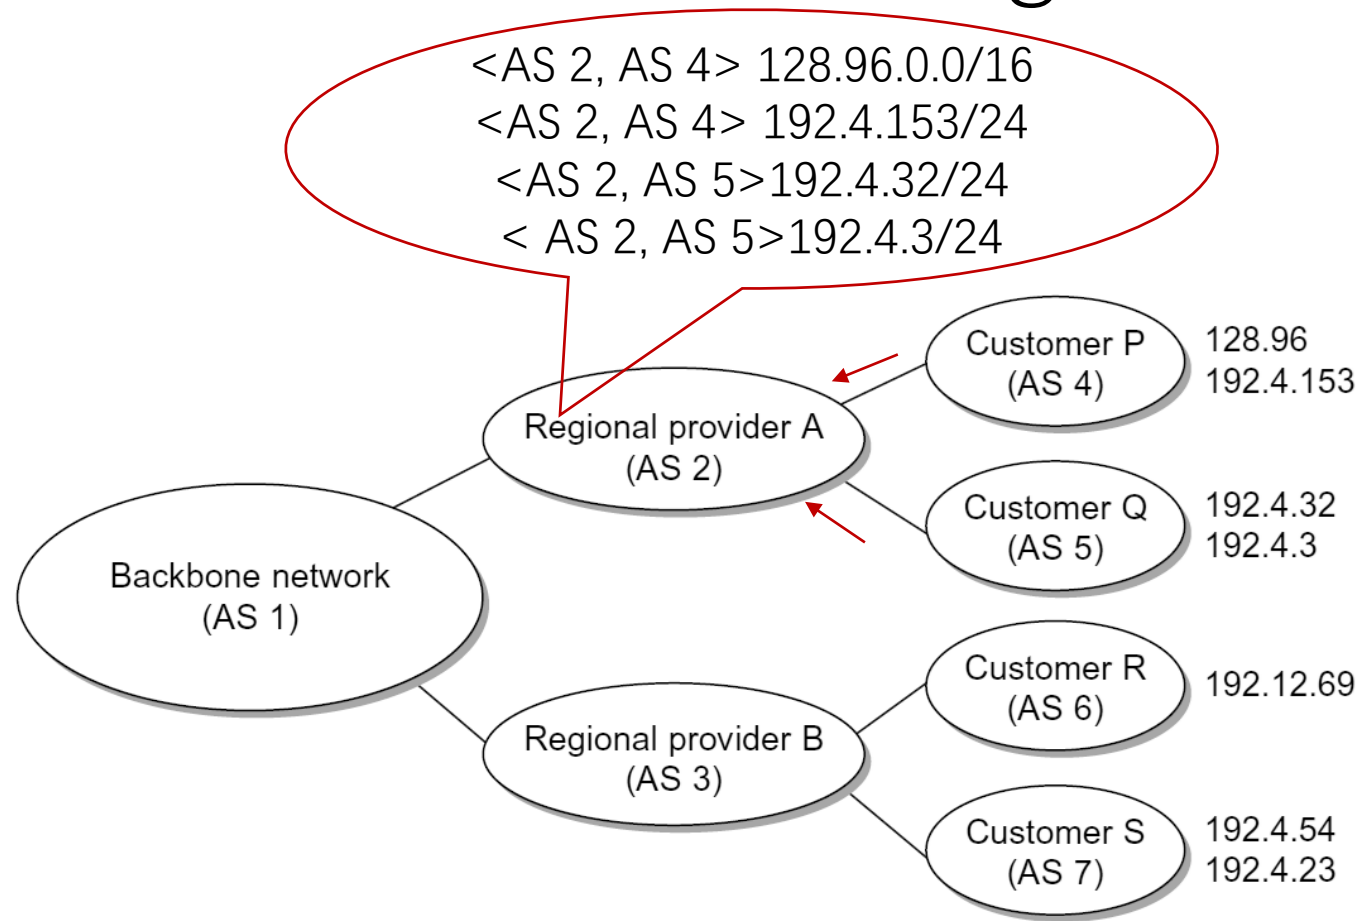 g
<AS 2, AS 4> 128.96.0.0/16
<AS 2, AS 4> 192.4.153/24
<AS 2, AS 5>192.4.32/24
< AS 2, AS 5>192.4.3/24
Customer P
(AS 4)
128.96
192.4.153
Regional provider A
(AS 2)
Customer Q
(AS 5)
192.4.32
192.4.3
Backbone network
(AS 1)
Customer R
(AS 6)
192.12.69
Regional provider B
(AS 3)
Customer S
(AS 7)
192.4.54
192.4.23